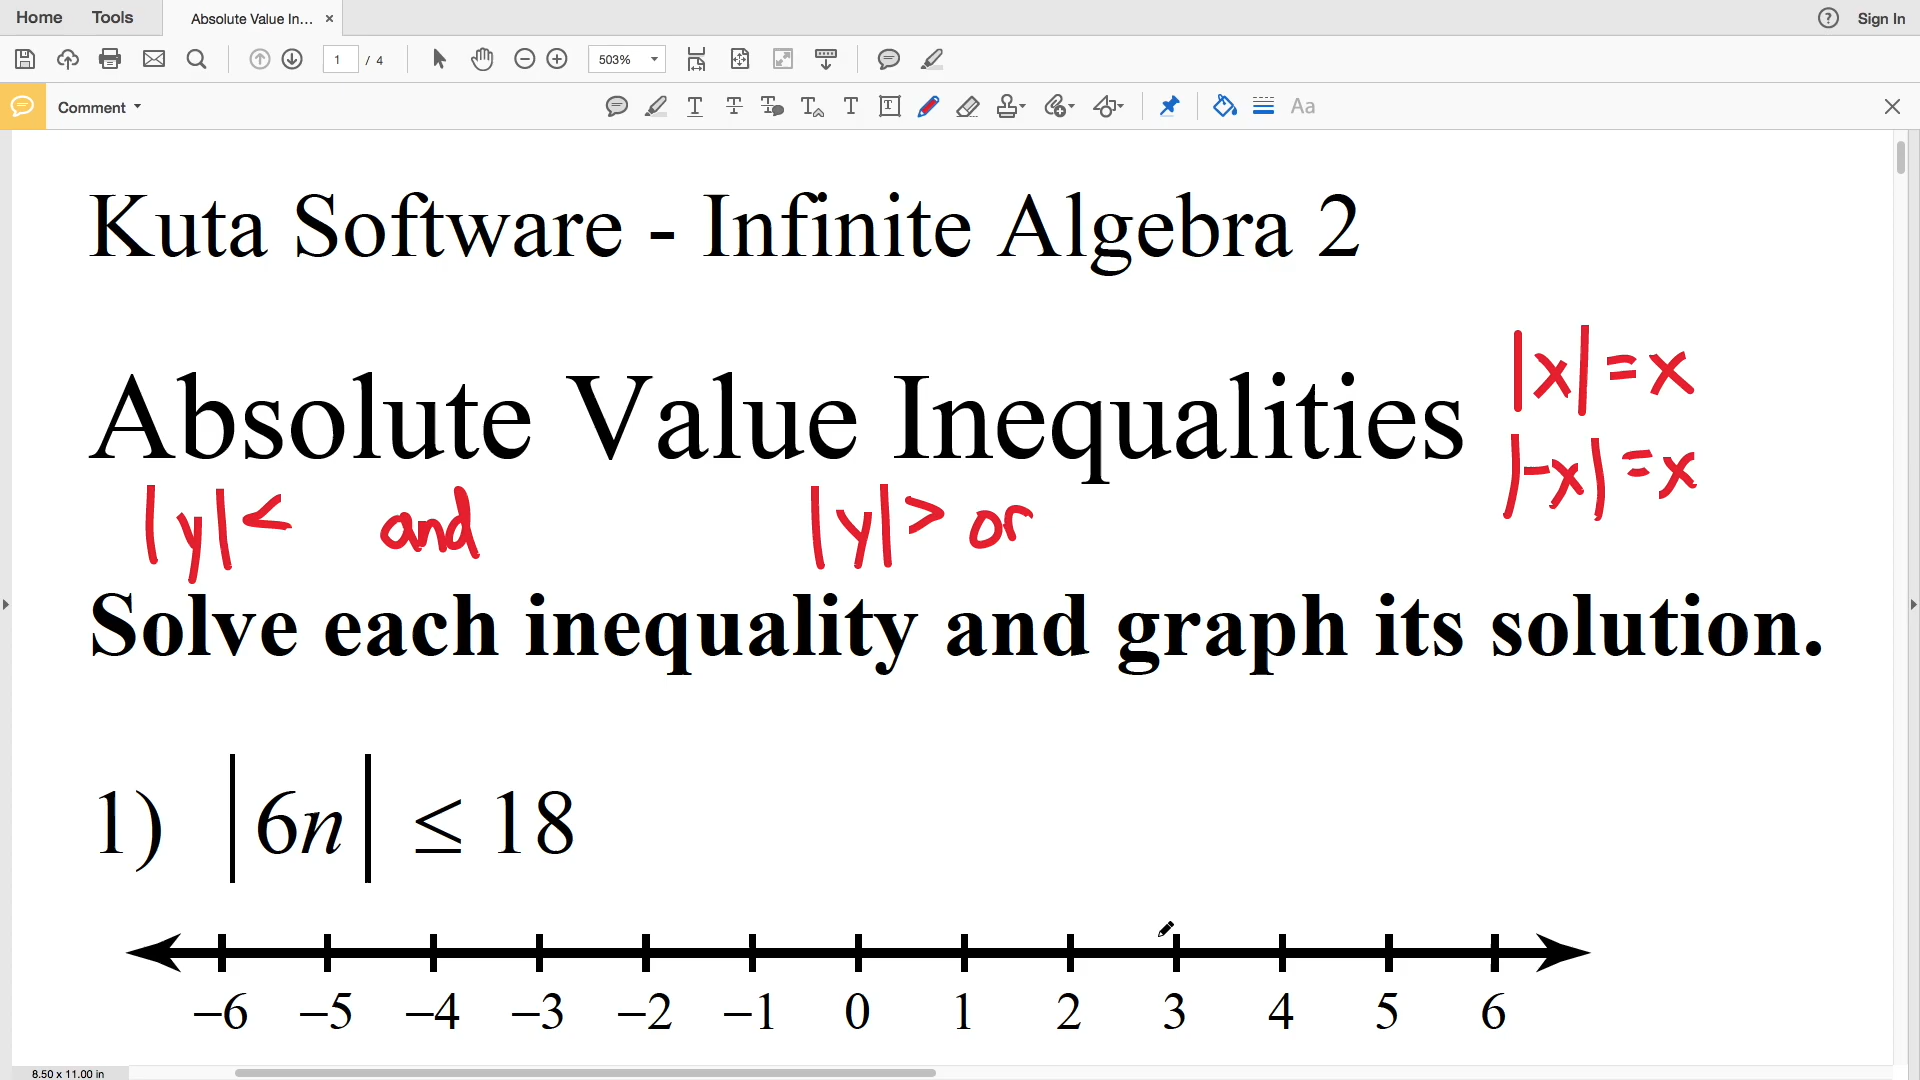 Home Tools Absolute Value In... × ? Sign In
1 / 4 503%
Comment T T T T T T Aa
Kuta Software - Infinite Algebra 2
|x| = x
Absolute Value Inequalities
|-x| = x
|y| < and |y| > or
Solve each inequality and graph its solution.
1) |6n| ≤ 18
–6 –5 –4 –3 –2 –1 0 1 2 3 4 5 6
8.50 x 11.00 in